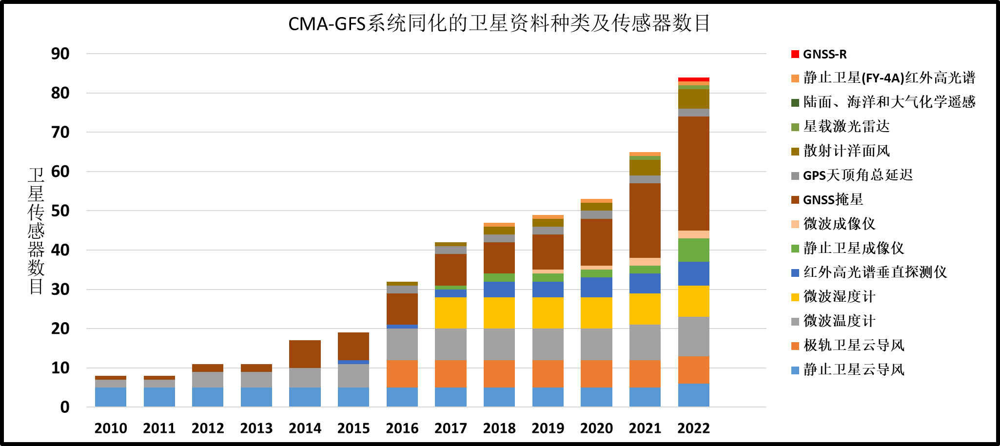 CMA-GFS系统同化的卫星资料种类及传感器数目
卫星传感器数目
90
80
70
60
50
40
30
20
10
0
2010 2011 2012 2013 2014 2015 2016 2017 2018 2019 2020 2021 2022
GNSS-R
静止卫星(FY-4A)红外高光谱
陆面、海洋和大气化学遥感
星载激光雷达
散射计洋面风
GPS天顶角总延迟
GNSS掩星
微波成像仪
静止卫星成像仪
红外高光谱垂直探测仪
微波湿度计
微波温度计
极轨卫星云导风
静止卫星云导风